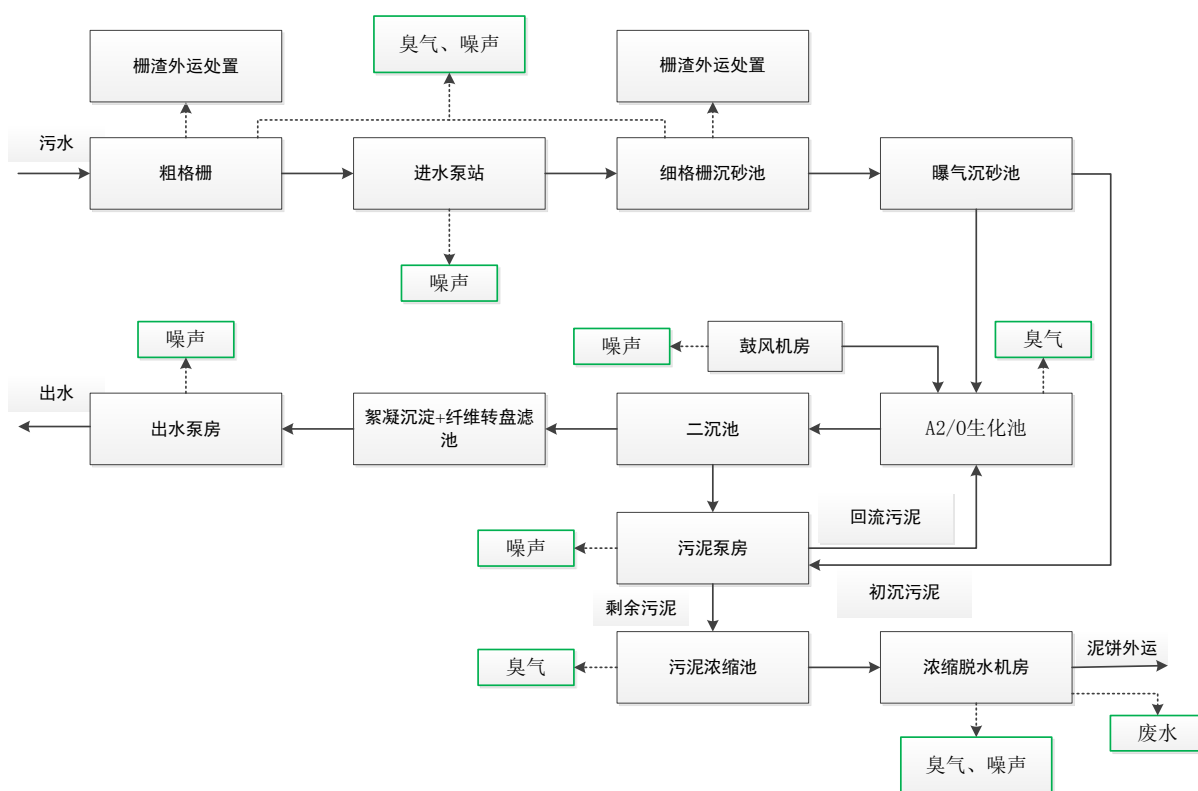 臭气、噪声
栅渣外运处置
栅渣外运处置
污水
粗格栅
进水泵站
细格栅沉砂池
曝气沉砂池
噪声
噪声
噪声
鼓风机房
臭气
出水
出水泵房
絮凝沉淀+纤维转盘滤
池
二沉池
A2/0生化池
回流污泥
噪声
污泥泵房
初沉污泥
剩余污泥
臭气
污泥浓缩池
浓缩脱水机房
泥饼外运
废水
臭气、噪声